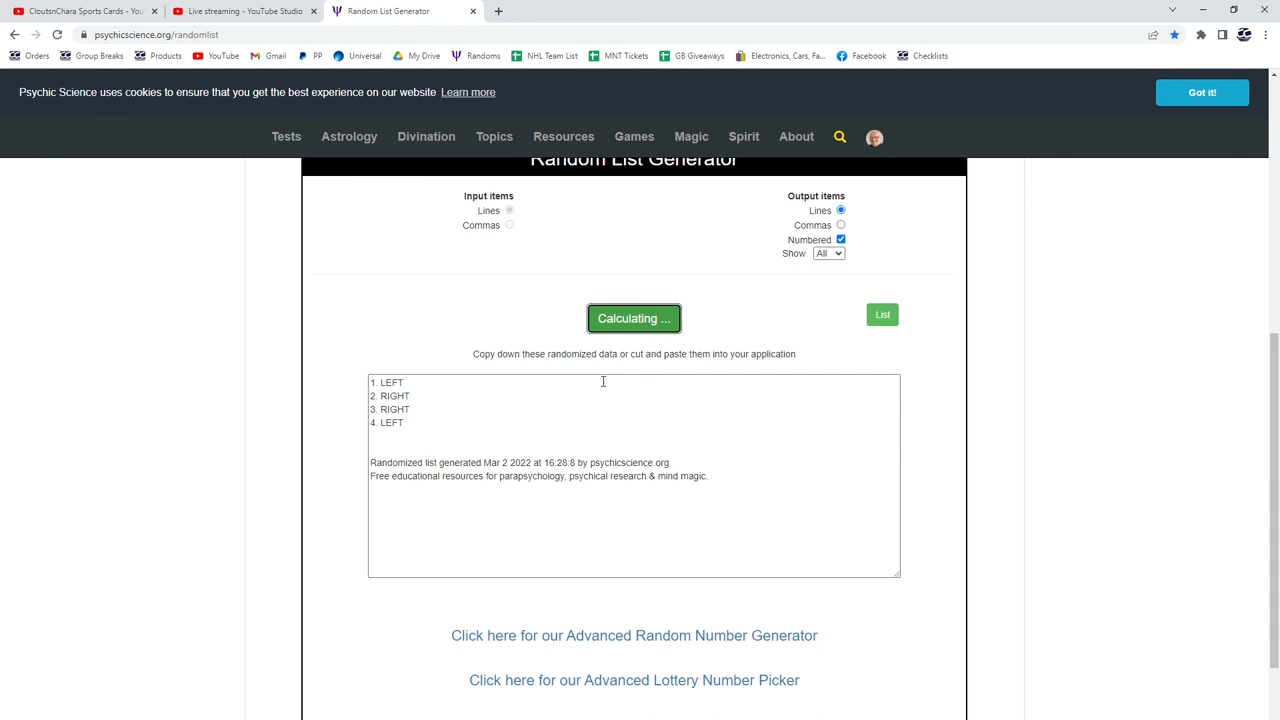 CloutsnChara Sports Cards - You
Live streaming - YouTube Studio
Random List Generator
psychicscience.org/randomlist
Orders
Group Breaks
Products
YouTube
Gmail
PP
Universal
My Drive
Randoms
NHL Team List
MNT Tickets
GB Giveaways
Electronics, Cars, Fa...
Facebook
Checklists
Psychic Science uses cookies to ensure that you get the best experience on our website Learn more
Got it!
Tests Astrology Divination Topics Resources Games Magic Spirit About
Random List Generator
Input items
Lines
Commas
Output items
Lines
Commas
Numbered
Show All
Calculating ...
List
Copy down these randomized data or cut and paste them into your application
1. LEFT
2. RIGHT
3. RIGHT
4. LEFT
Randomized list generated Mar 2 2022 at 16:28:8 by psychicscience.org
Free educational resources for parapsychology, psychical research & mind magic.
Click here for our Advanced Random Number Generator
Click here for our Advanced Lottery Number Picker